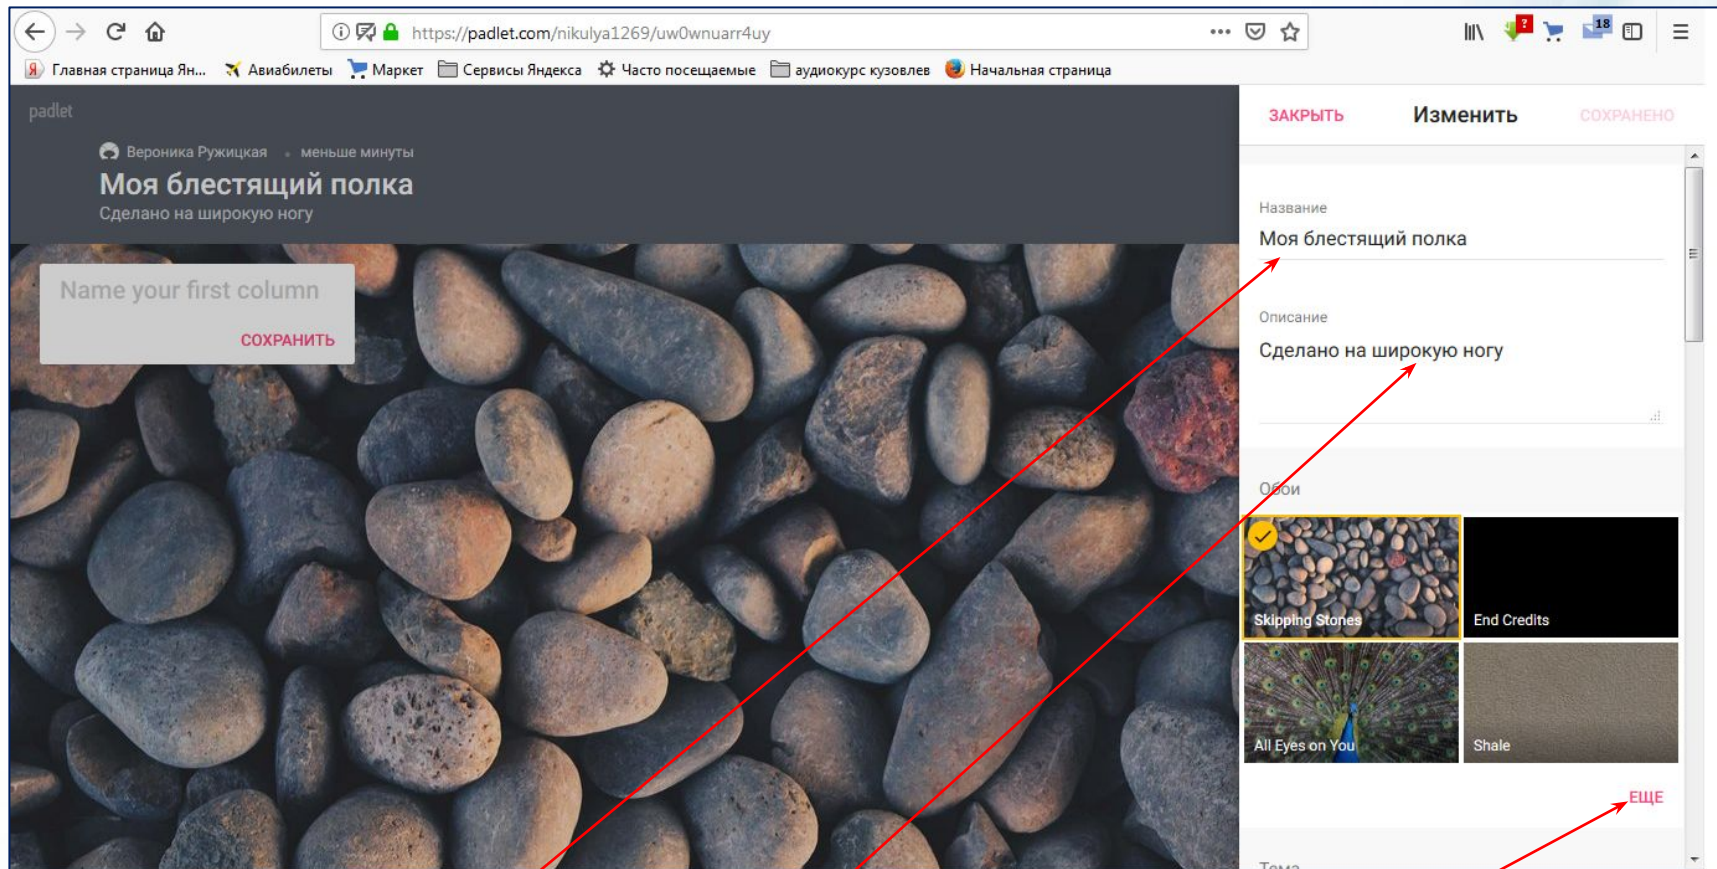 https://padlet.com/nikulya1269/uw0wnuarr4uy
18
?
Я Главная страница Ян... Авиабилеты Маркет Сервисы Яндекса Часто посещаемые аудиокурс кузовлев Начальная страница
padlet
Вероника Ружицкая • меньше минуты
Моя блестящий полка
Сделано на широкую ногу
Name your first column
СОХРАНИТЬ
ЗАКРЫТЬ Изменить СОХРАНЕНО
Название
Моя блестящий полка
Описание
Сделано на широкую ногу
Обои
Skipping Stones
End Credits
All Eyes on You
Shale
ЕЩЕ
Тема